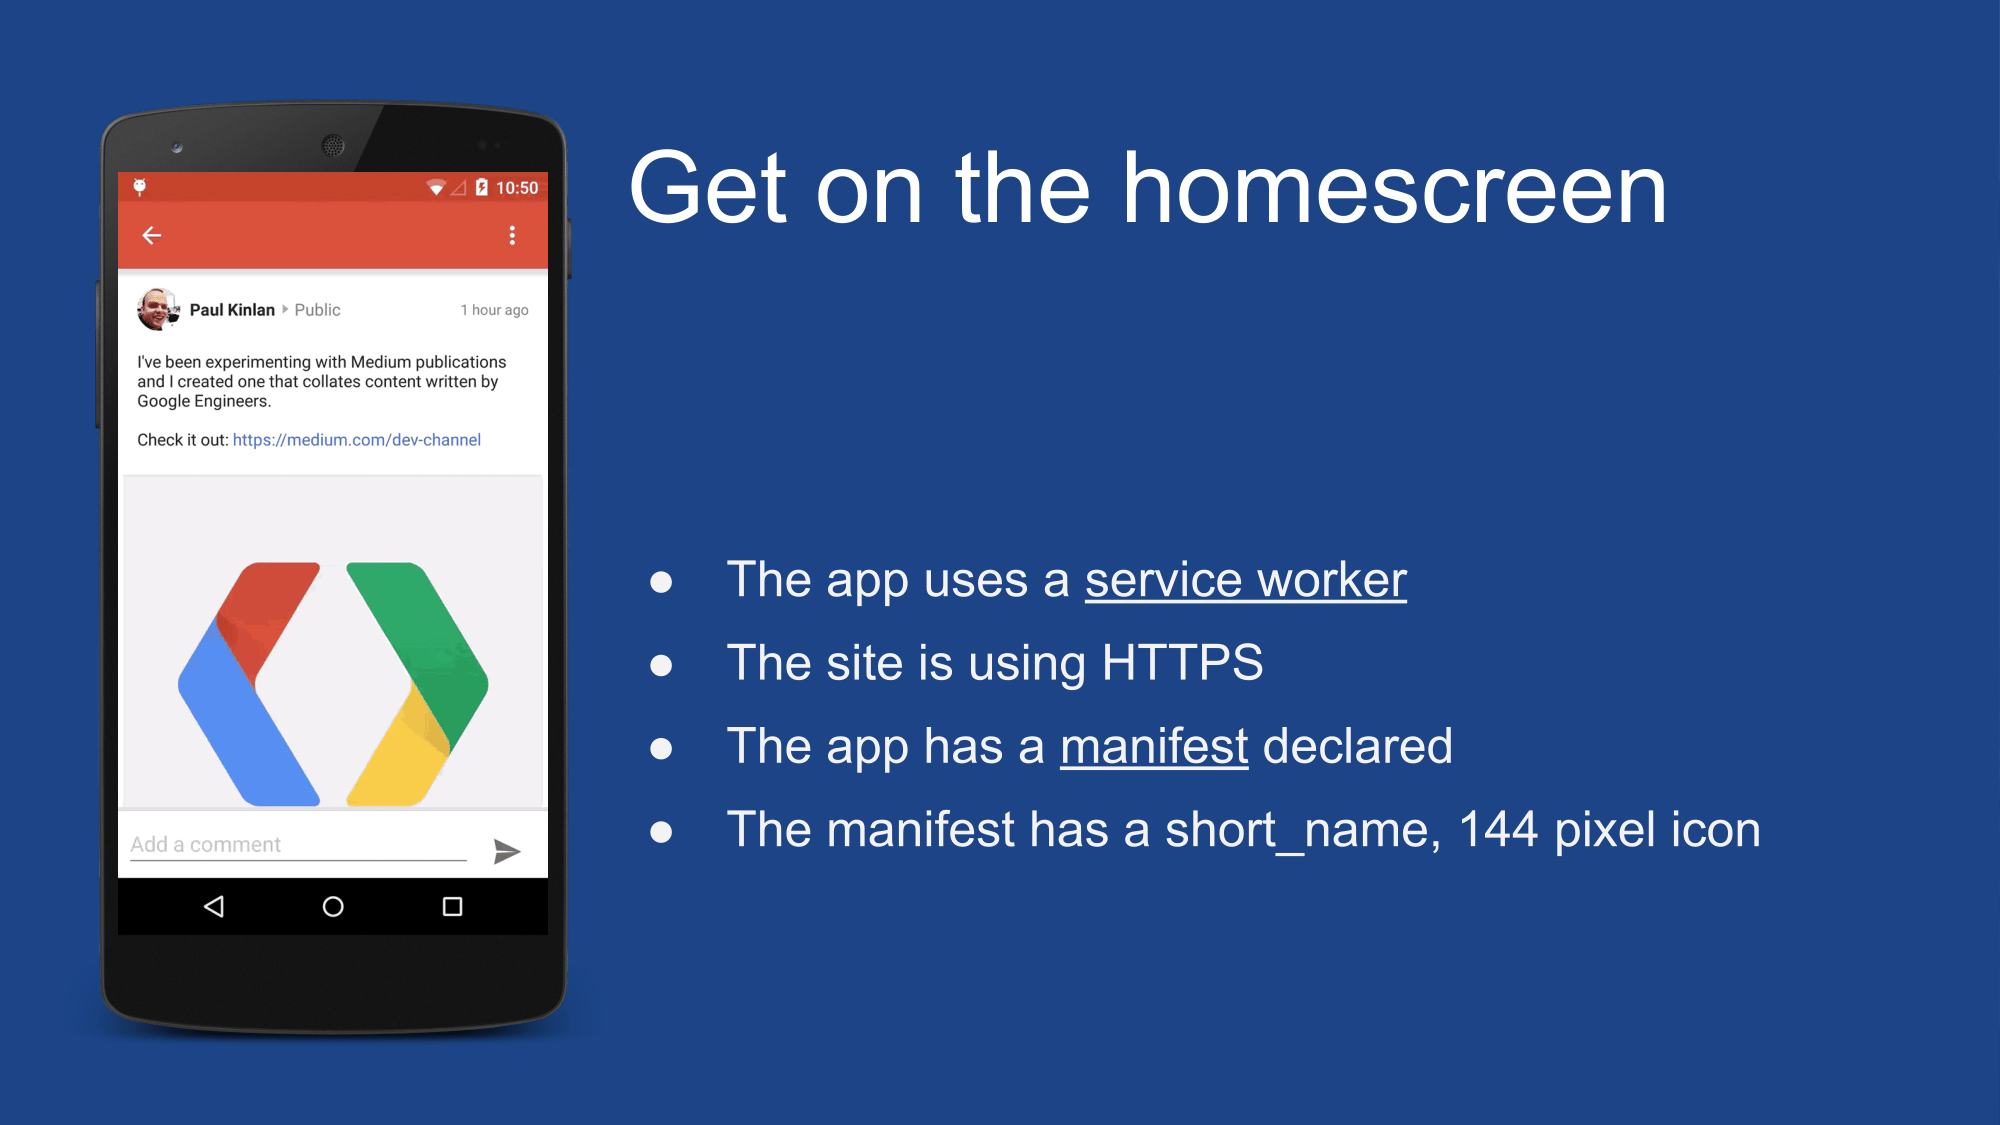 Get on the homescreen
10:50
Paul Kinlan ▸ Public 1 hour ago
I've been experimenting with Medium publications
and I created one that collates content written by
Google Engineers.
Check it out: https://medium.com/dev-channel
Add a comment
● The app uses a service worker
● The site is using HTTPS
● The app has a manifest declared
● The manifest has a short_name, 144 pixel icon